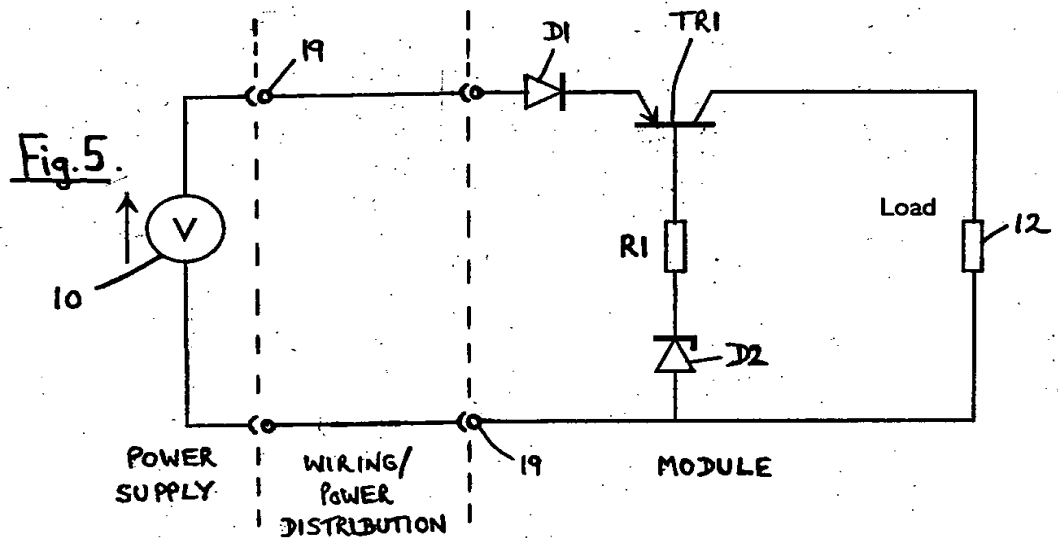 D1
TR1
19
Fig.5.
V
10
R1
Load
12
D2
19
POWER
SUPPLY
WIRING/
POWER
DISTRIBUTION
MODULE